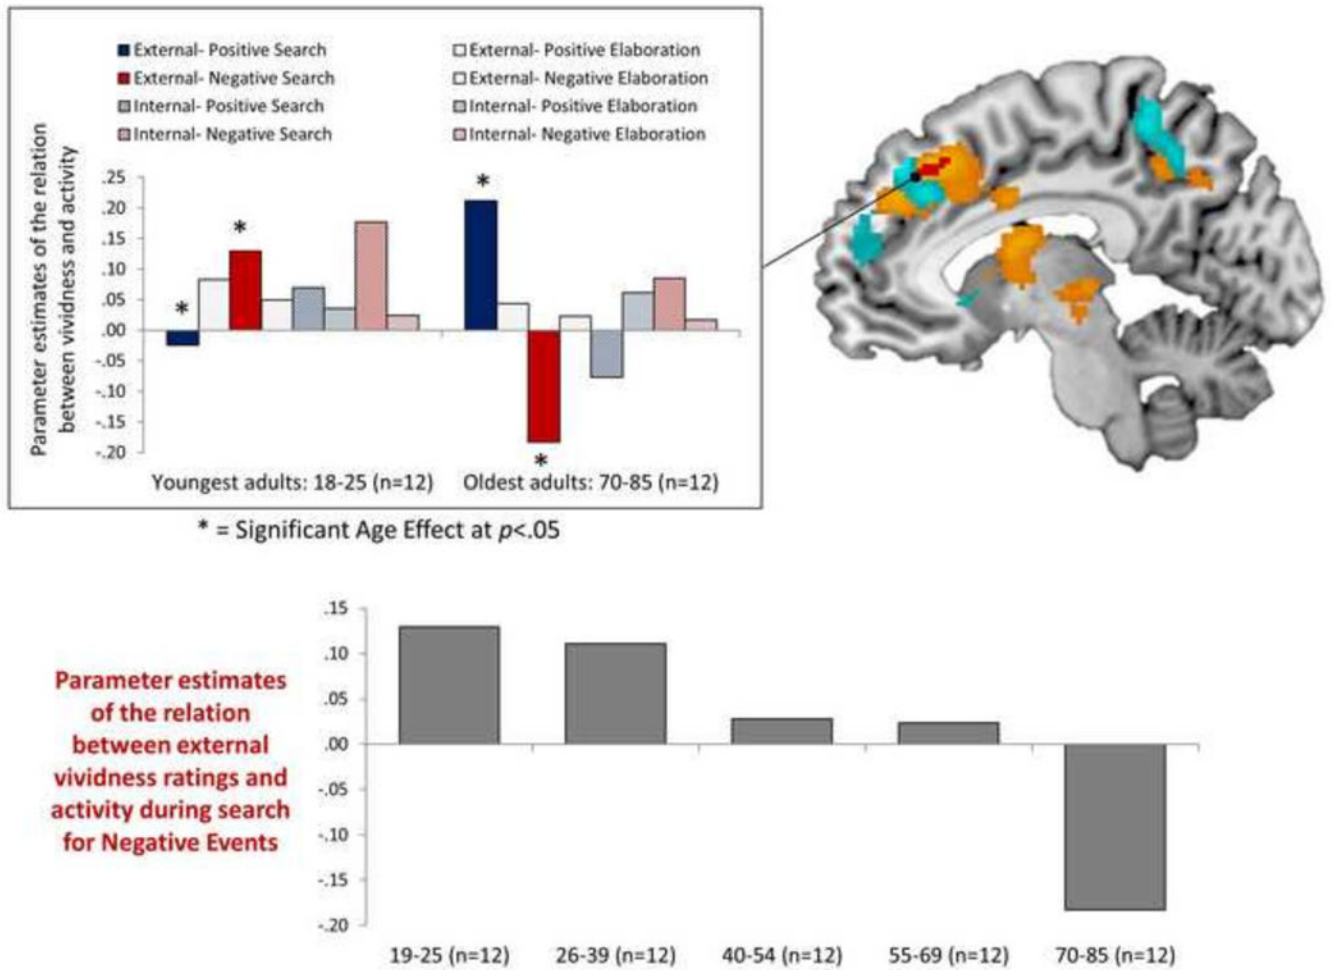 External- Positive Search
External- Positive Elaboration
External- Negative Search
External- Negative Elaboration
Internal- Positive Search
Internal- Positive Elaboration
Internal- Negative Search
Internal- Negative Elaboration
Parameter estimates of the relation
between vividness and activity
.25
.20
.15
.10
.05
.00
-.05
-.10
-.15
-.20
*
*
*
*
Youngest adults: 18-25 (n=12)
Oldest adults: 70-85 (n=12)
* = Significant Age Effect at p<.05
Parameter estimates
of the relation
between external
vividness ratings and
activity during search
for Negative Events
.15
.10
.05
.00
-.05
-.10
-.15
-.20
19-25 (n=12)
26-39 (n=12)
40-54 (n=12)
55-69 (n=12)
70-85 (n=12)